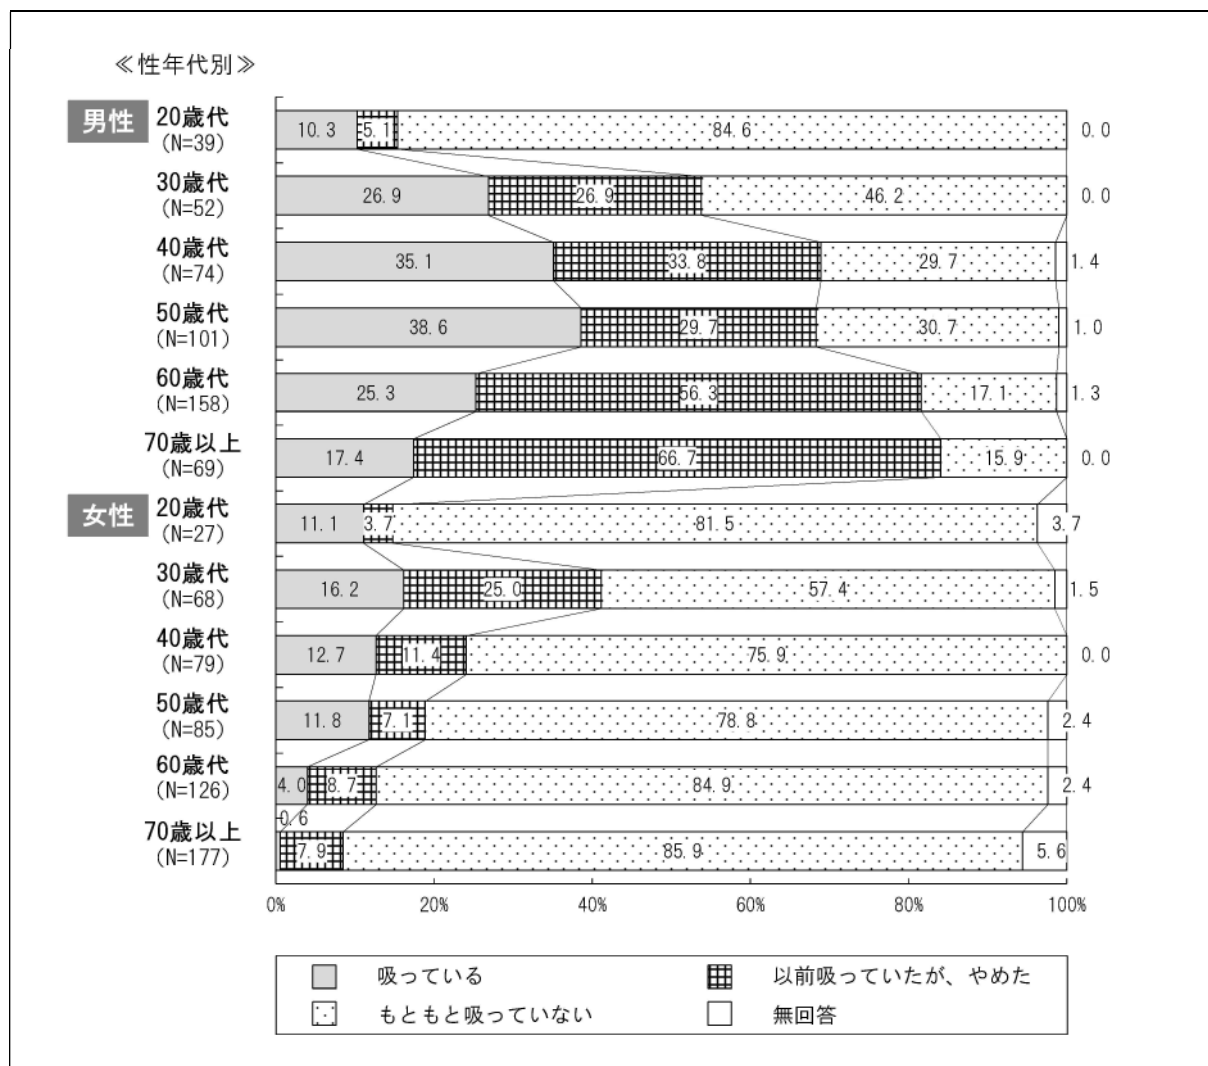 ≪性年代別≫
男性 20歳代 10.3 5.1 84.6 0.0
(N=39)
30歳代 26.9 26.9 46.2 0.0
(N=52)
40歳代 35.1 33.8 29.7 1.4
(N=74)
50歳代 38.6 29.7 30.7 1.0
(N=101)
60歳代 25.3 56.3 17.1 1.3
(N=158)
70歳以上 17.4 66.7 15.9 0.0
(N=69)
女性 20歳代 11.1 3.7 81.5 3.7
(N=27)
30歳代 16.2 25.0 57.4 1.5
(N=68)
40歳代 12.7 11.4 75.9 0.0
(N=79)
50歳代 11.8 7.1 78.8 2.4
(N=85)
60歳代 4.0 8.7 84.9 2.4
(N=126)
0.6
70歳以上 7.9 85.9 5.6
(N=177)
0% 20% 40% 60% 80% 100%
吸っている 以前吸っていたが、やめた
もともと吸っていない 無回答